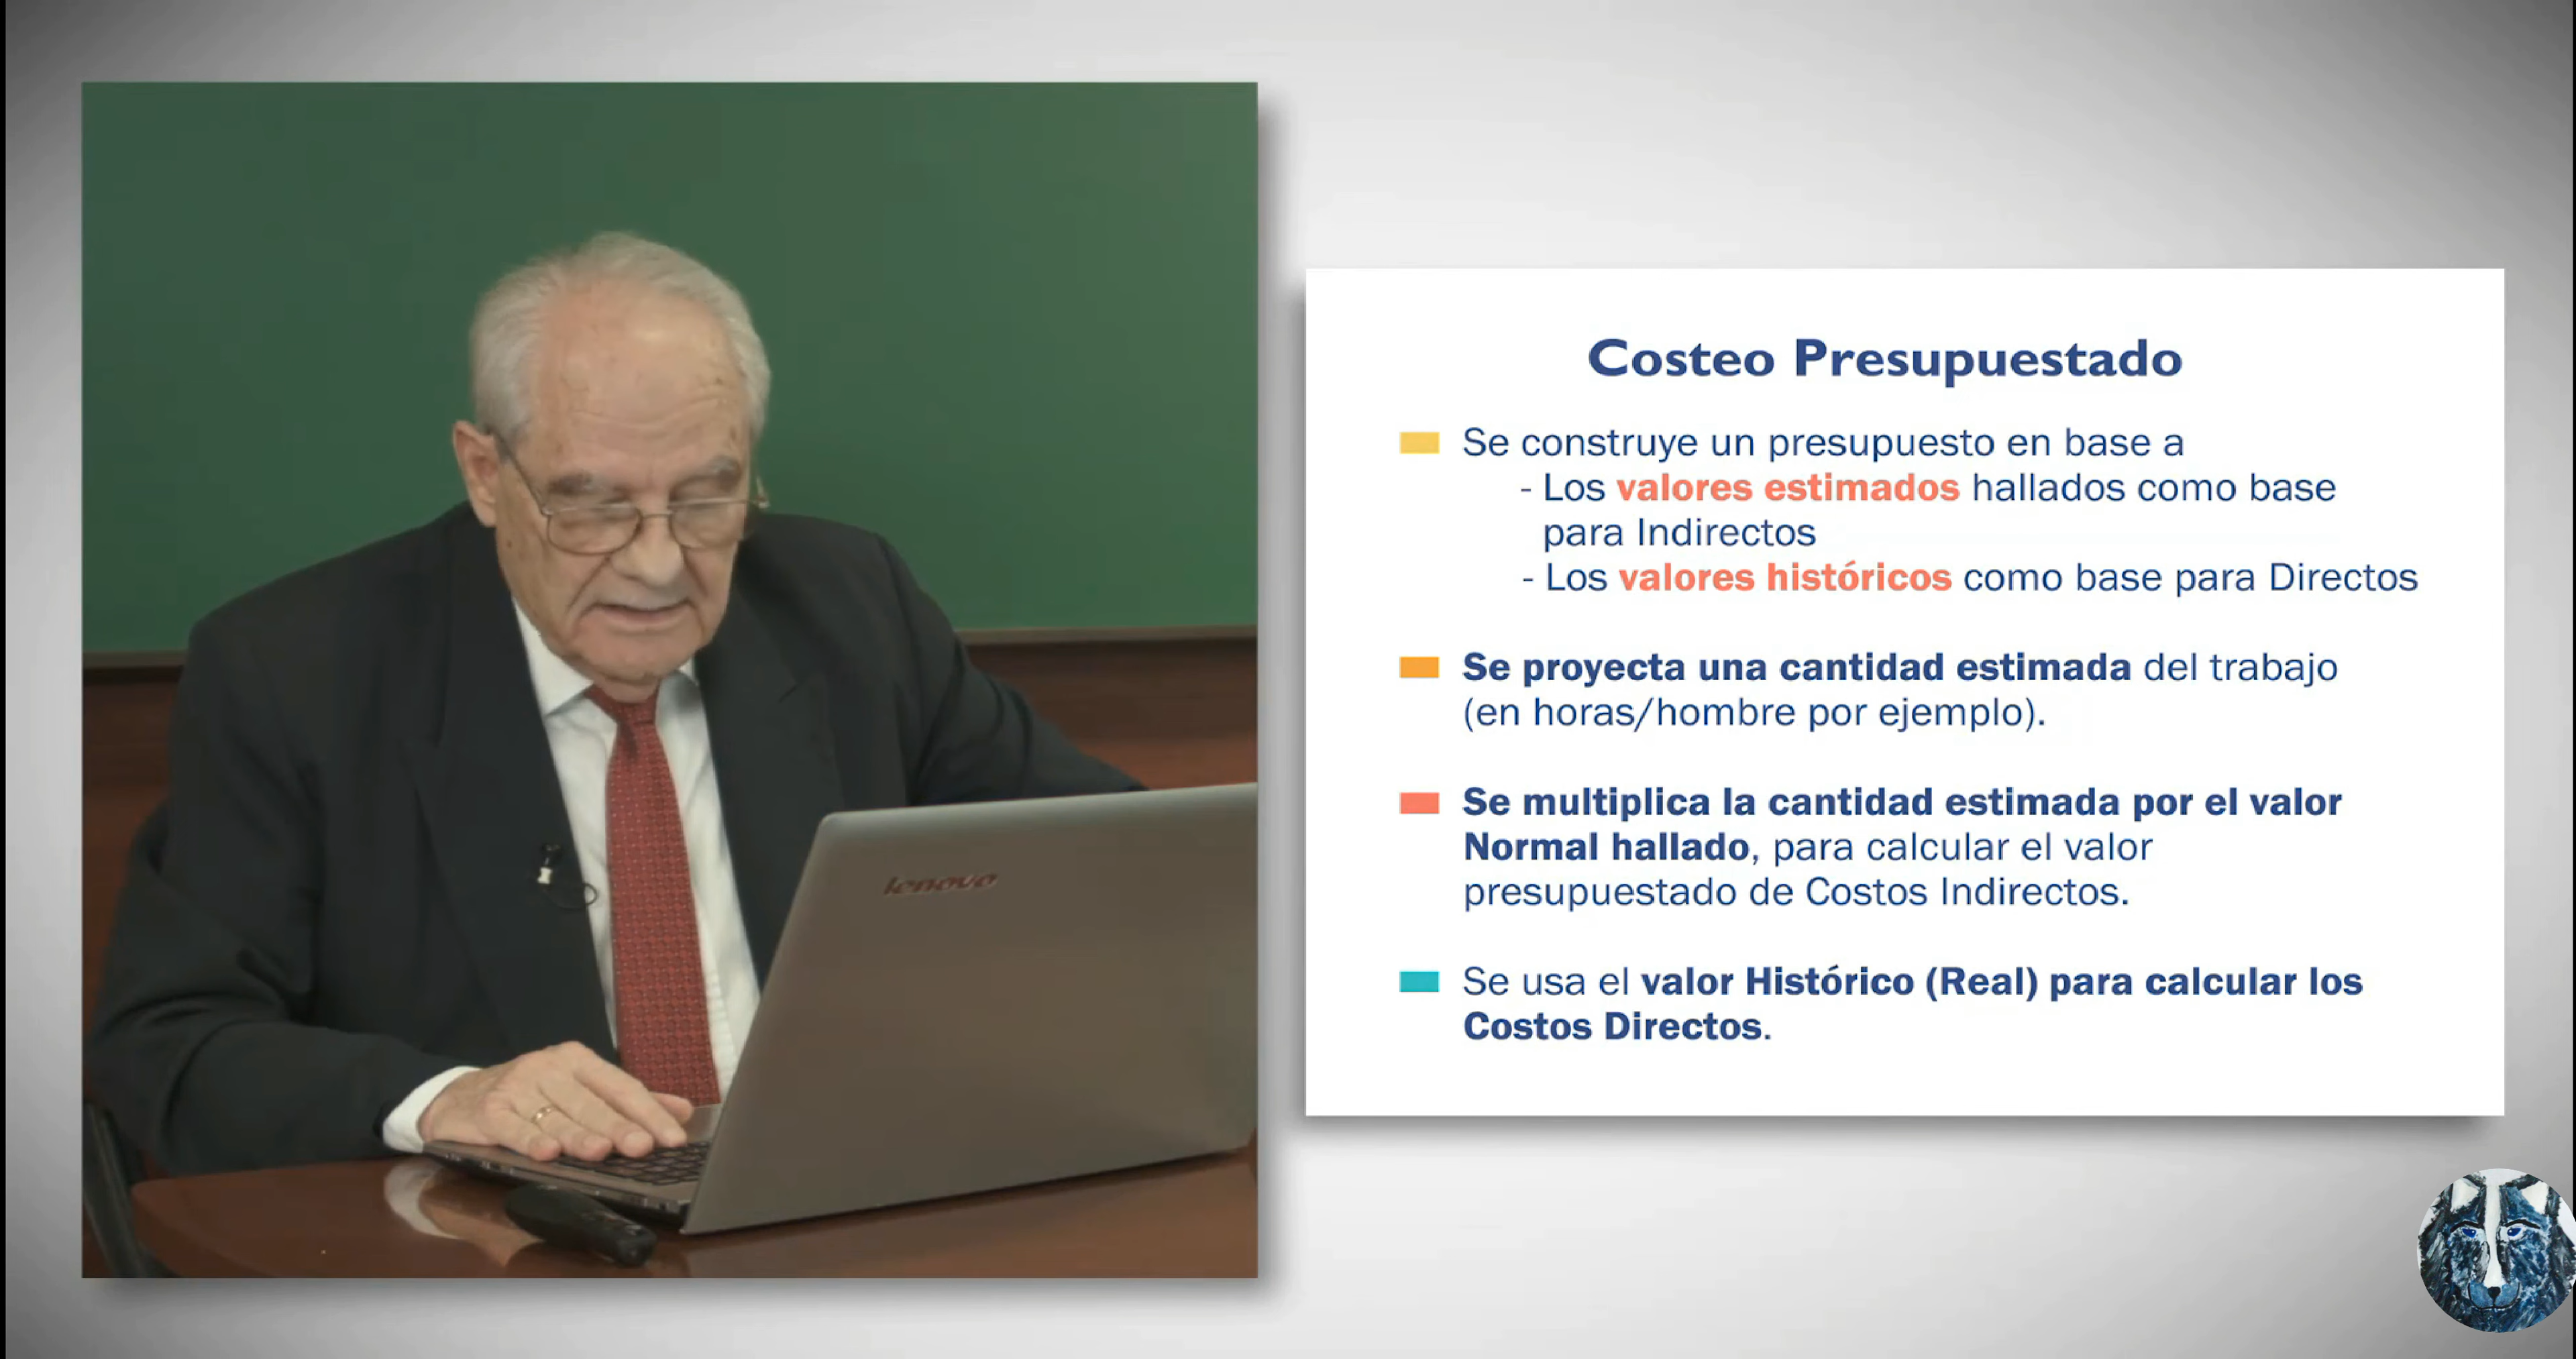 lenovo
Costeo Presupuestado
Se construye un presupuesto en base a
- Los valores estimados hallados como base
para Indirectos
- Los valores históricos como base para Directos
Se proyecta una cantidad estimada del trabajo
(en horas/hombre por ejemplo).
Se multiplica la cantidad estimada por el valor
Normal hallado, para calcular el valor
presupuestado de Costos Indirectos.
Se usa el valor Histórico (Real) para calcular los
Costos Directos.